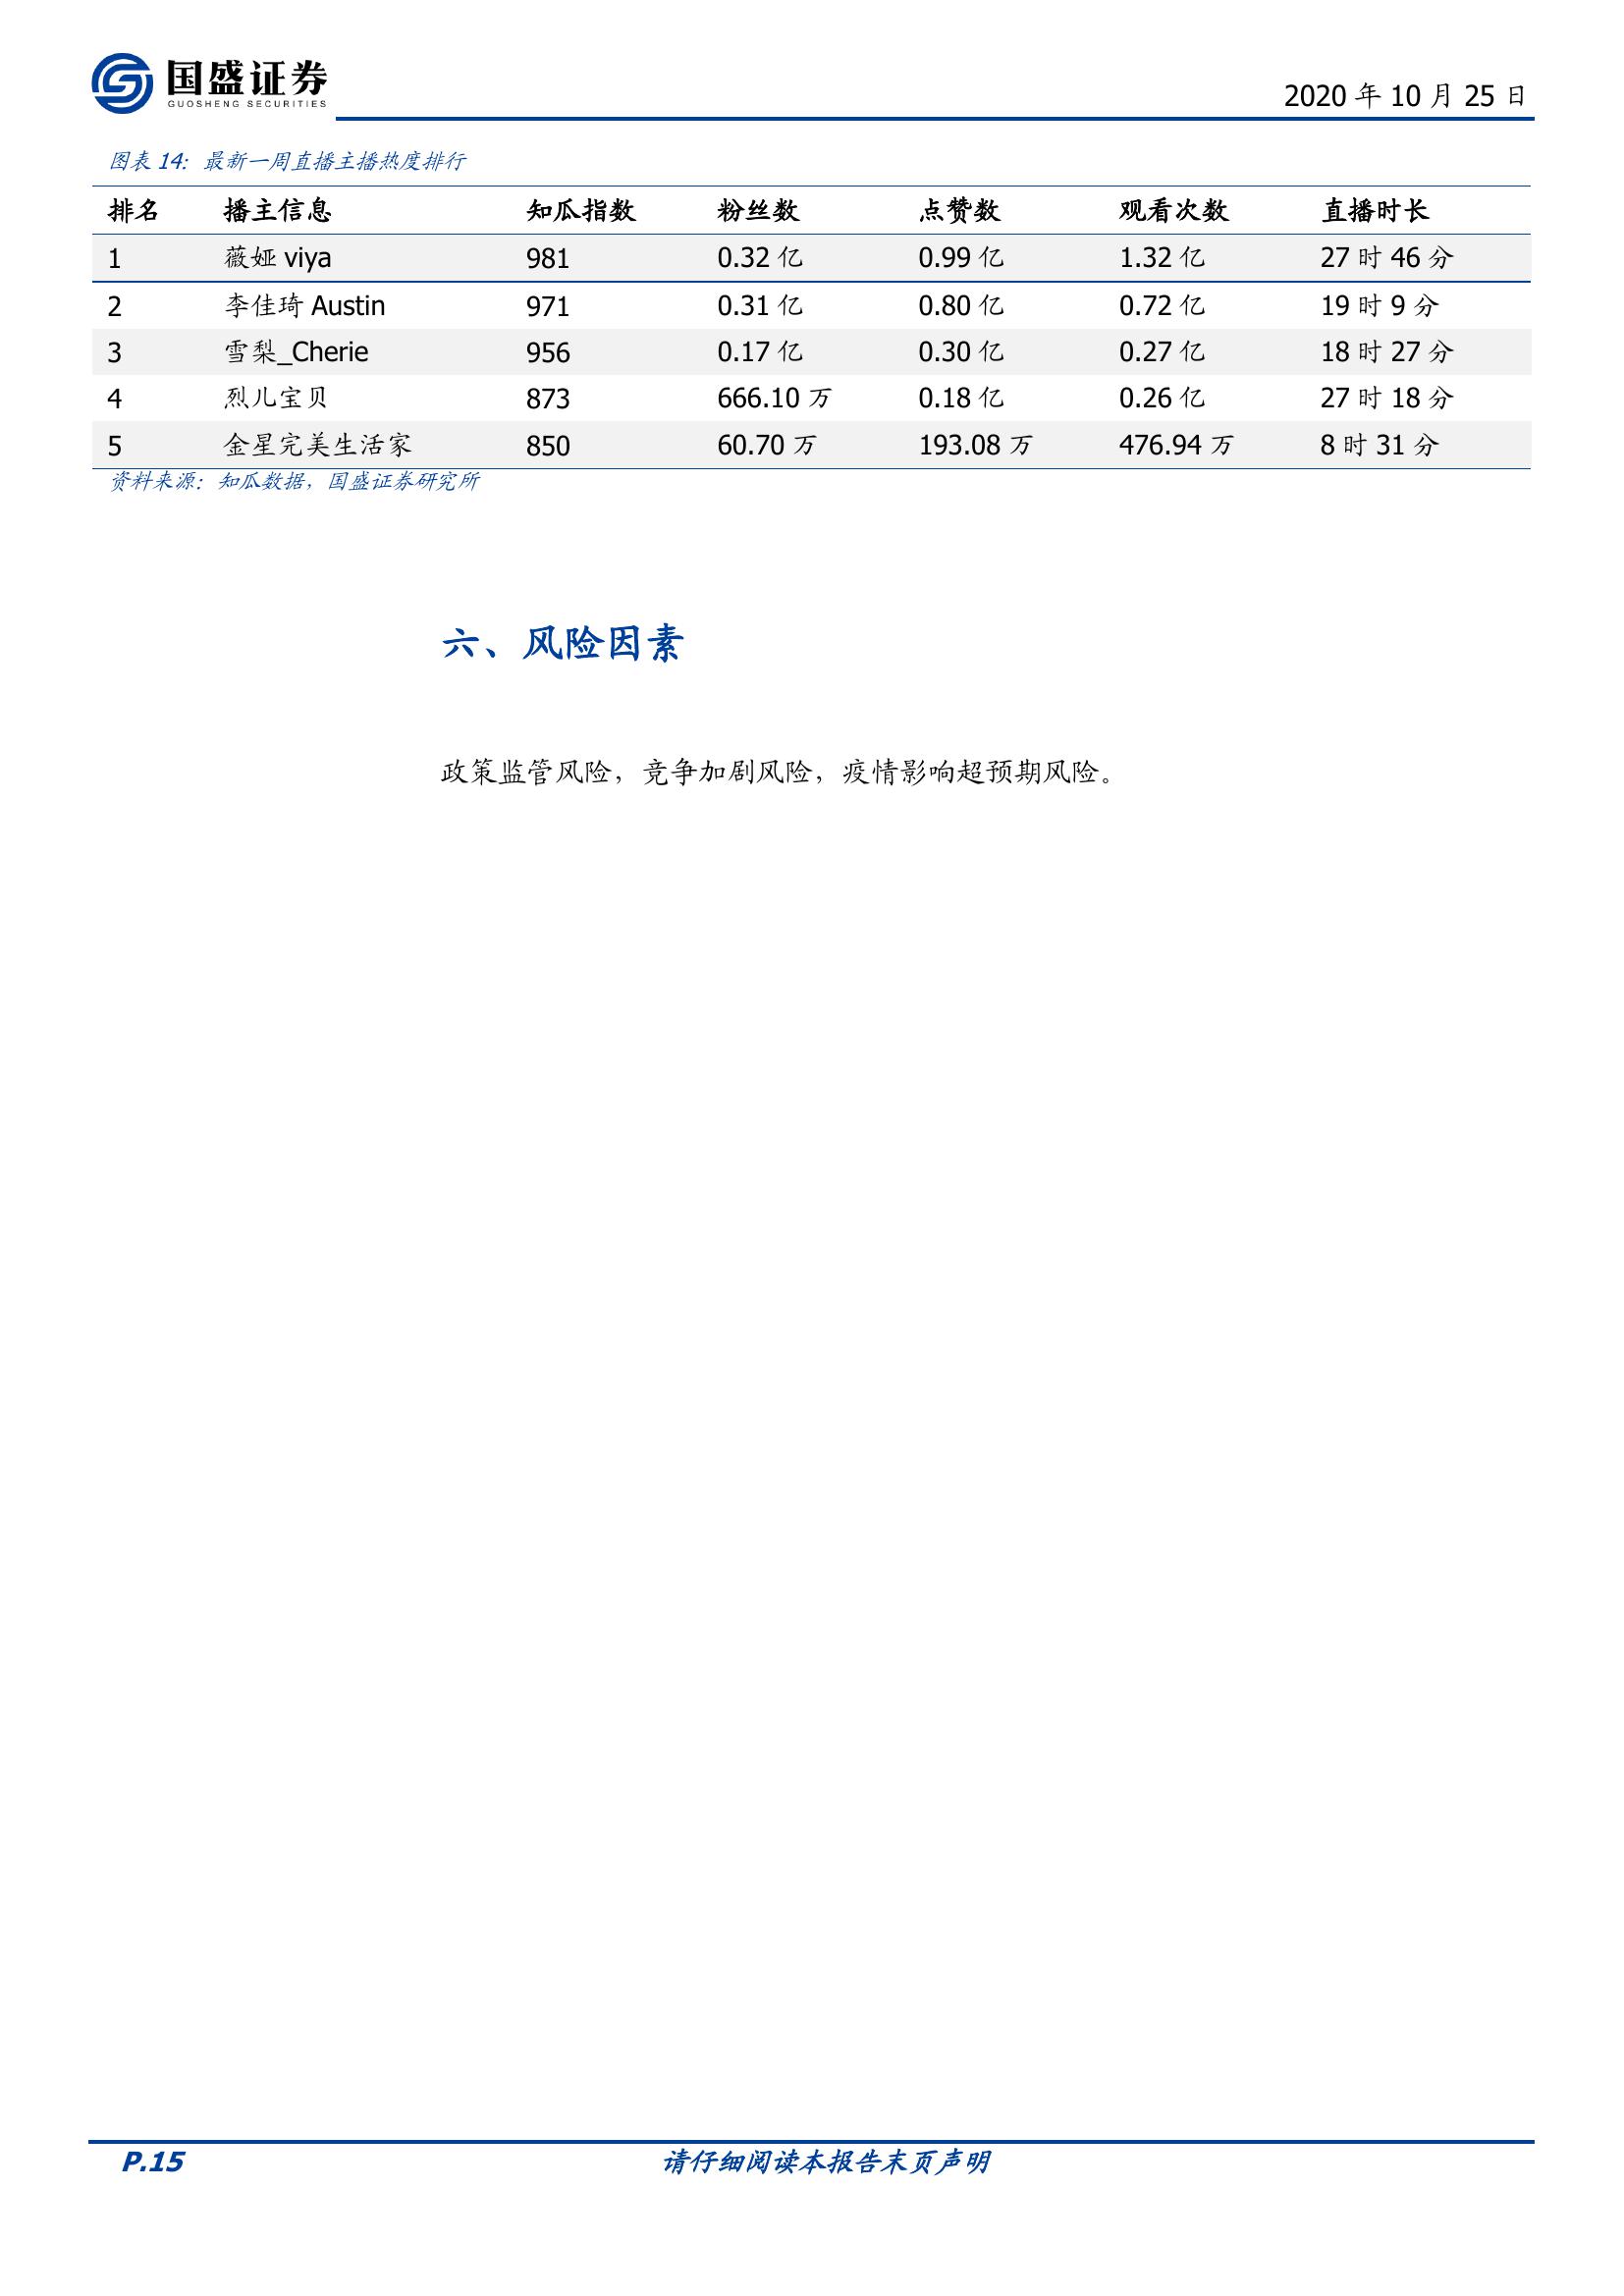 国盛证券
GUOSHENG SECURITIES
2020 年 10 月 25 日
图表 14：最新一周直播主播热度排行
排名 播主信息 知瓜指数 粉丝数 点赞数 观看次数 直播时长
1 薇娅 viya 981 0.32 亿 0.99 亿 1.32 亿 27 时 46 分
2 李佳琦 Austin 971 0.31 亿 0.80 亿 0.72 亿 19 时 9 分
3 雪梨_Cherie 956 0.17 亿 0.30 亿 0.27 亿 18 时 27 分
4 烈儿宝贝 873 666.10 万 0.18 亿 0.26 亿 27 时 18 分
5 金星完美生活家 850 60.70 万 193.08 万 476.94 万 8 时 31 分
资料来源：知瓜数据，国盛证券研究所
六、风险因素
政策监管风险，竞争加剧风险，疫情影响超预期风险。
P.15 请仔细阅读本报告末页声明